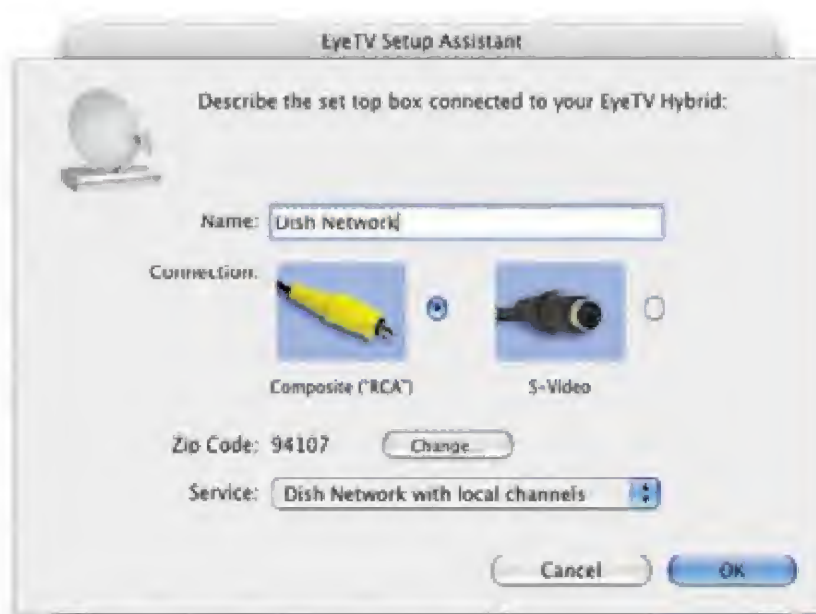 EyeTV Setup Assistant
Describe the set top box connected to your EyeTV Hybrid:
Name: Dish Network
Connection:
Composite ("RCA")
S-Video
Zip Code: 94107 Change...
Service: Dish Network with local channels
Cancel OK